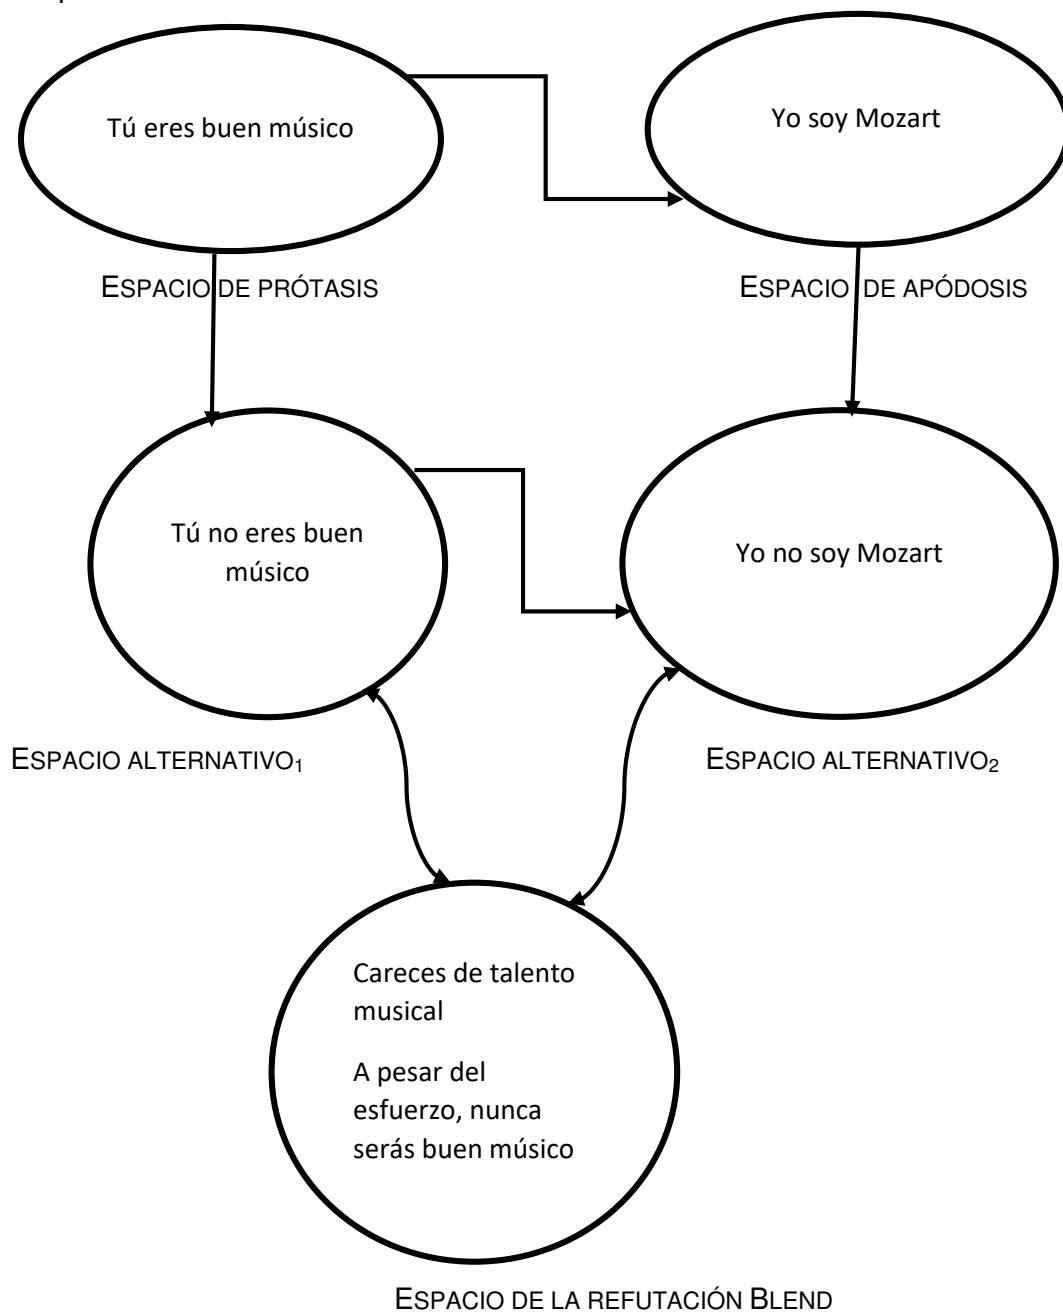 Tú eres buen músico
Yo soy Mozart
ESPACIO DE PRÓTASIS
ESPACIO DE APÓDOSIS
Tú no eres buen
músico
Yo no soy Mozart
ESPACIO ALTERNATIVO₁
ESPACIO ALTERNATIVO₂
Careces de talento
musical
A pesar del
esfuerzo, nunca
serás buen músico
ESPACIO DE LA REFUTACIÓN BLEND